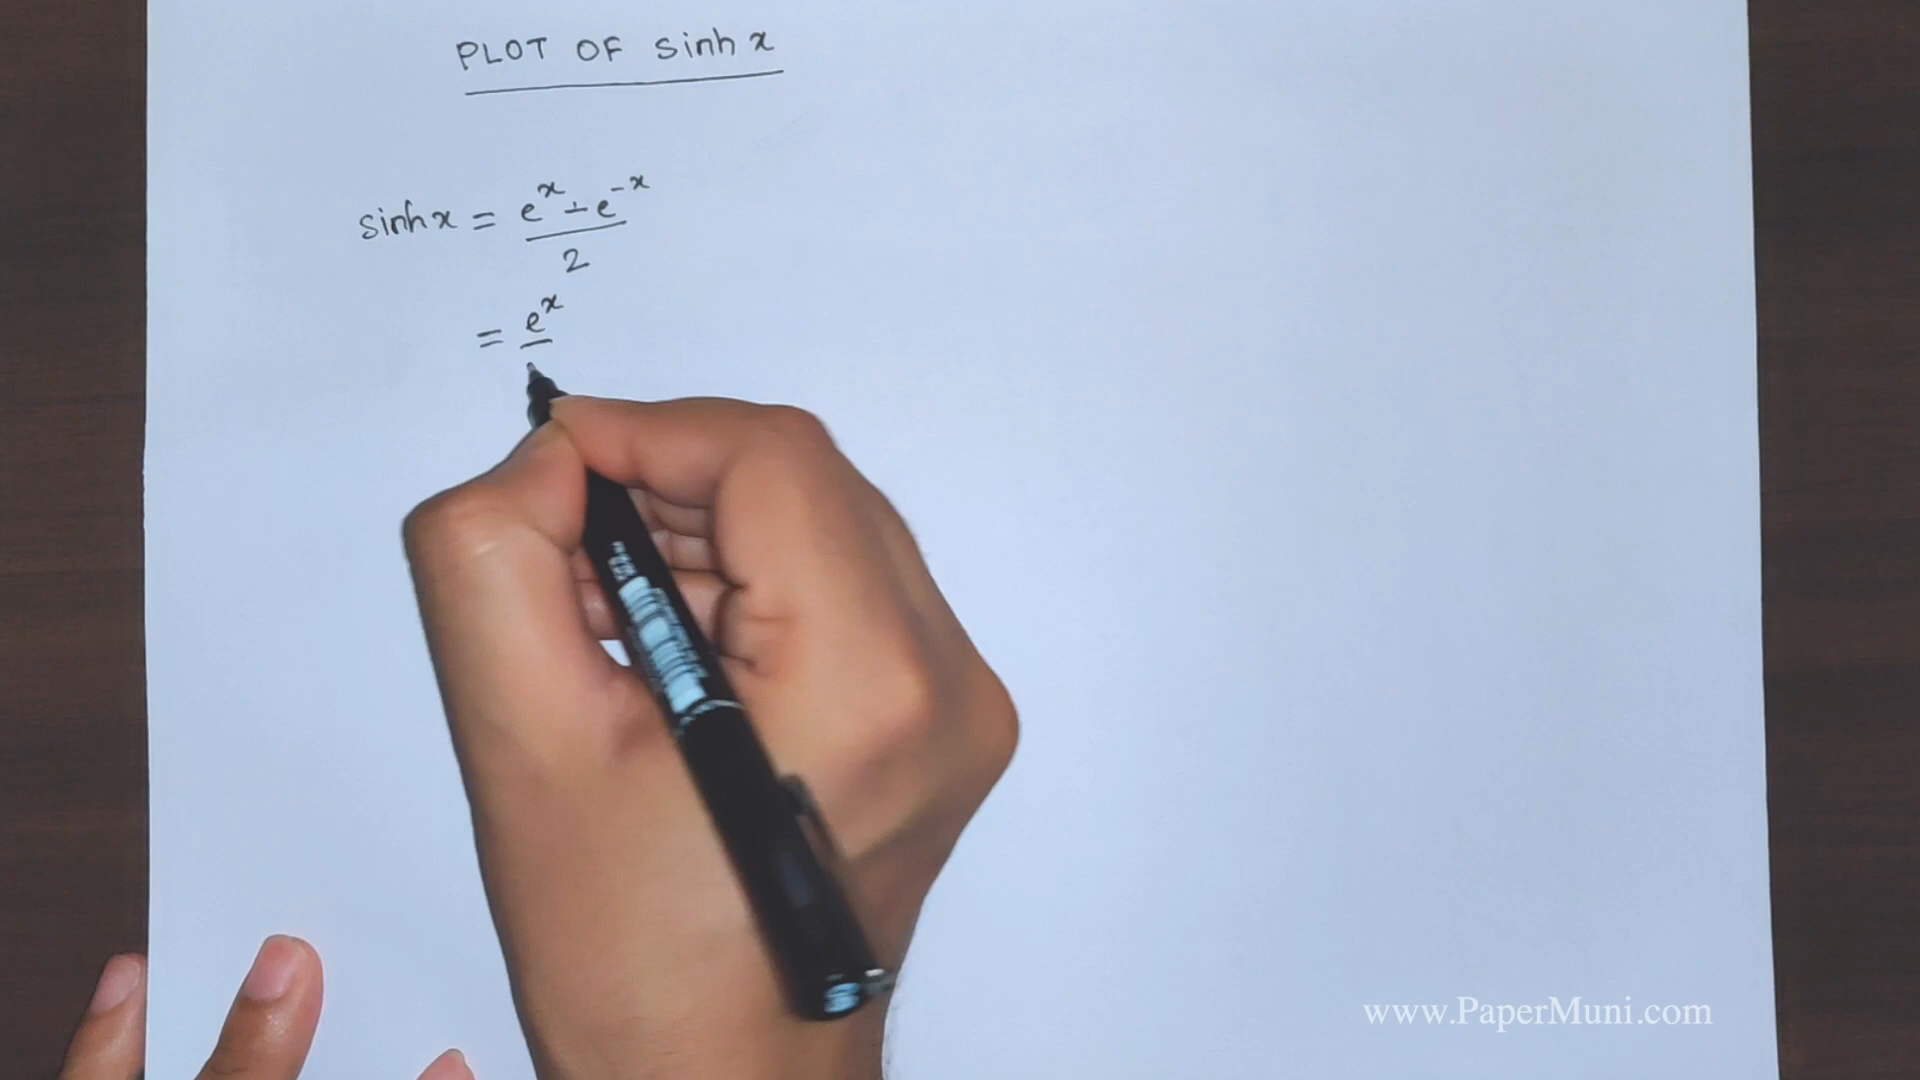 PLOT OF sinh x
sinh x = e^x - e^-x / 2
= e^x
www.PaperMuni.com